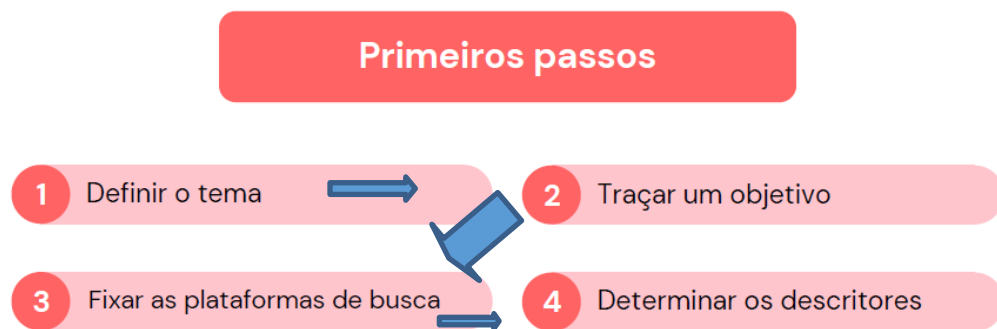 Primeiros passos
1 Definir o tema
2 Traçar um objetivo
3 Fixar as plataformas de busca
4 Determinar os descritores